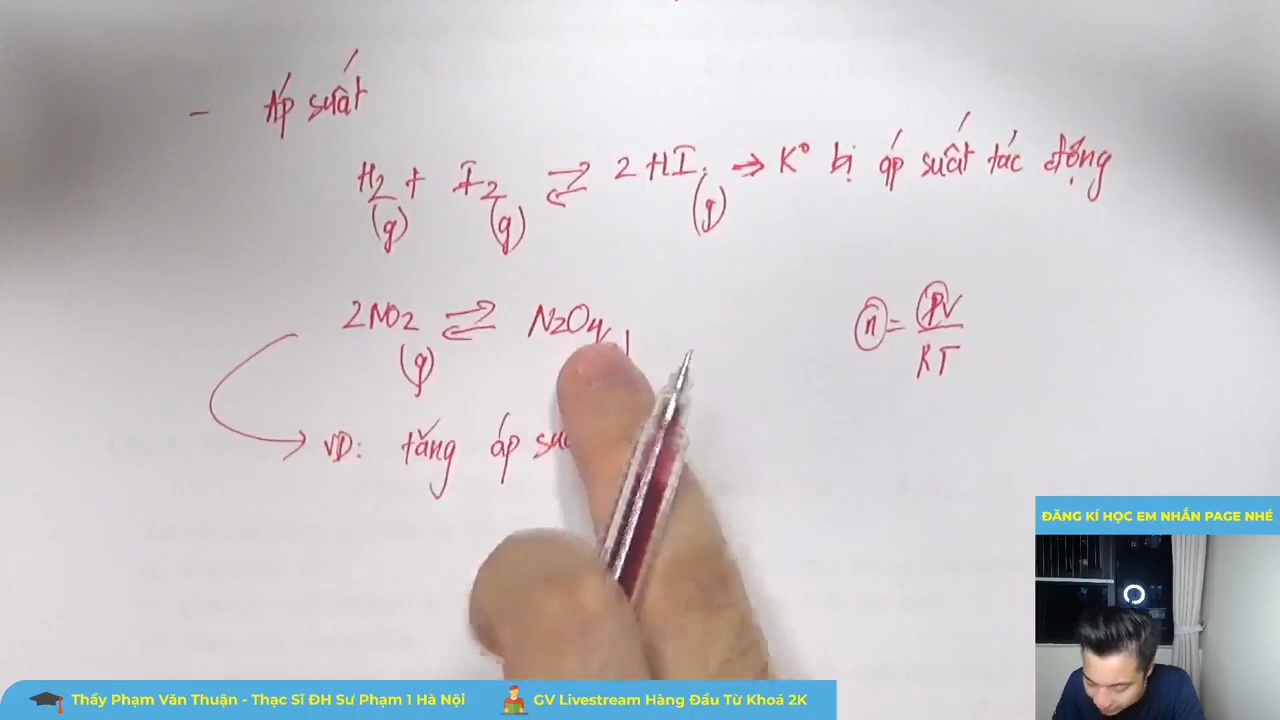 - Áp suất
H2 + I2 ⇌ 2HI → K° bị áp suất tác động
(g) (g) (g)
2NO2 ⇌ N2O4
(g)
n = PV
RT
VD: tăng áp
ĐĂNG KÍ HỌC EM NHẮN PAGE NHÉ
Thầy Phạm Văn Thuận - Thạc Sĩ ĐH Sư Phạm 1 Hà Nội
GV Livestream Hàng Đầu Từ Khoá 2K